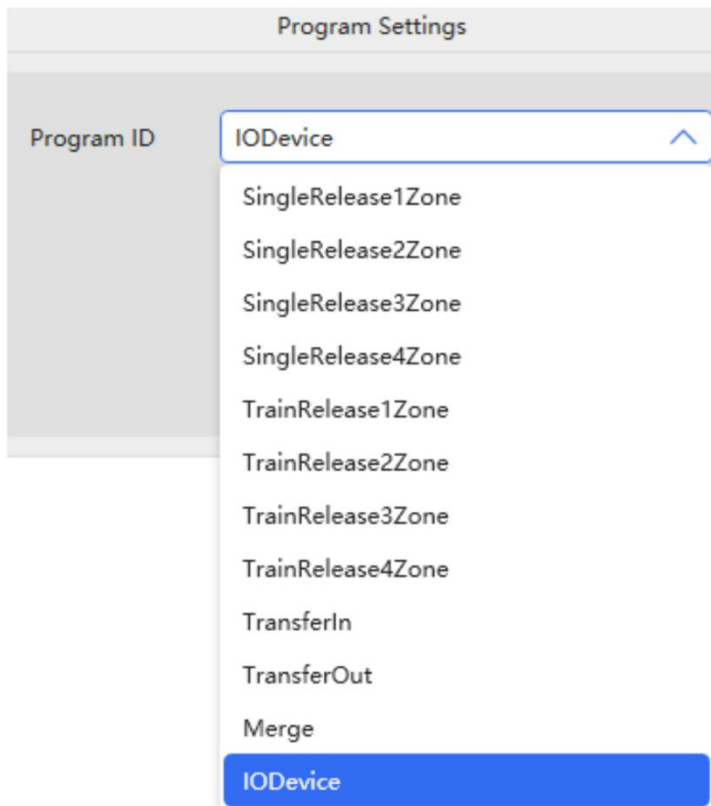 Program Settings
Program ID IODevice
SingleRelease1Zone
SingleRelease2Zone
SingleRelease3Zone
SingleRelease4Zone
TrainRelease1Zone
TrainRelease2Zone
TrainRelease3Zone
TrainRelease4Zone
TransferIn
TransferOut
Merge
IODevice